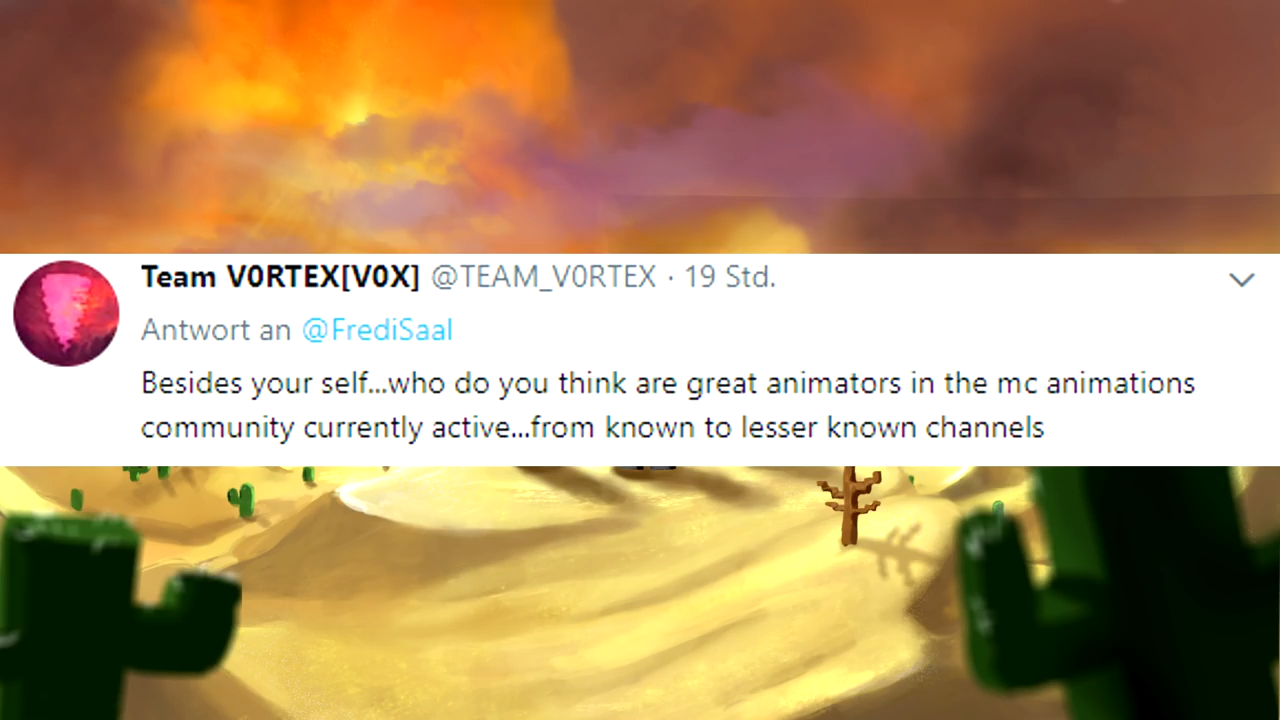 Team V0RTEX[V0X] @TEAM_V0RTEX · 19 Std.
Antwort an @FrediSaal
Besides your self...who do you think are great animators in the mc animations
community currently active...from known to lesser known channels